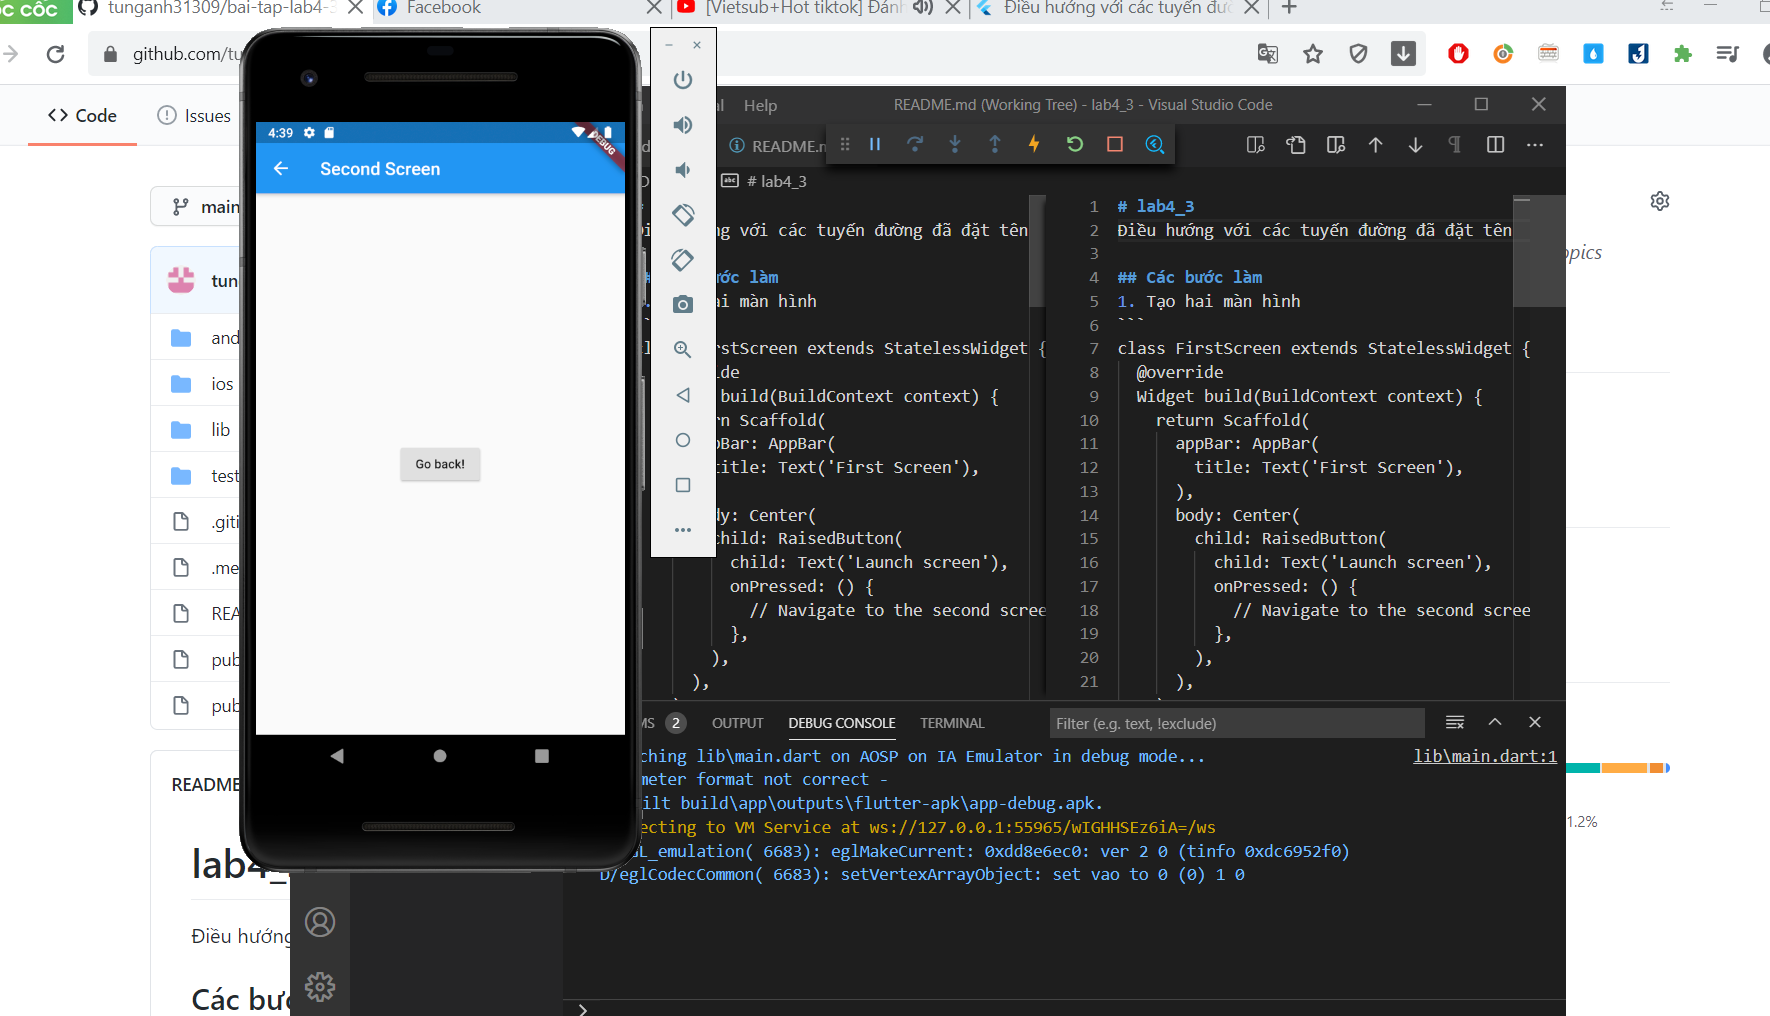 ỐC CỐC
tunganh31309/bai-tap-lab4-3
Facebook
[Vietsub+Hot tiktok] Đánh
Điều hướng với các tuyến đư
github.com/tu
Code
Issues
main
tun
and
ios
lib
test
.giti
.me
REA
pub
pub
README
lab4_
Điều hướng
Các bướ
opics
1.2%
4:39
DEBUG
Second Screen
Go back!
al Help
README.md (Working Tree) - lab4_3 - Visual Studio Code
README.m
# lab4_3
ng với các tuyến đường đã đặt tên
ước làm
ai màn hình
rstScreen extends StatelessWidget {
ide
build(BuildContext context) {
rn Scaffold(
pBar: AppBar(
title: Text('First Screen'),
dy: Center(
child: RaisedButton(
child: Text('Launch screen'),
onPressed: () {
// Navigate to the second scree
},
),
),
1 # lab4_3
2 Điều hướng với các tuyến đường đã đặt tên
3
4 ## Các bước làm
5 1. Tạo hai màn hình
6 ```
7 class FirstScreen extends StatelessWidget {
8 @override
9 Widget build(BuildContext context) {
10 return Scaffold(
11 appBar: AppBar(
12 title: Text('First Screen'),
13 ),
14 body: Center(
15 child: RaisedButton(
16 child: Text('Launch screen'),
17 onPressed: () {
18 // Navigate to the second scree
19 },
20 ),
21 ),
MS 2 OUTPUT DEBUG CONSOLE TERMINAL Filter (e.g. text, !exclude)
ching lib\main.dart on AOSP on IA Emulator in debug mode... lib\main.dart:1
meter format not correct -
ilt build\app\outputs\flutter-apk\app-debug.apk.
ecting to VM Service at ws://127.0.0.1:55965/wIGHHSEz6iA=/ws
GL_emulation( 6683): eglMakeCurrent: 0xdd8e6ec0: ver 2 0 (tinfo 0xdc6952f0)
D/eglCodecCommon( 6683): setVertexArrayObject: set vao to 0 (0) 1 0